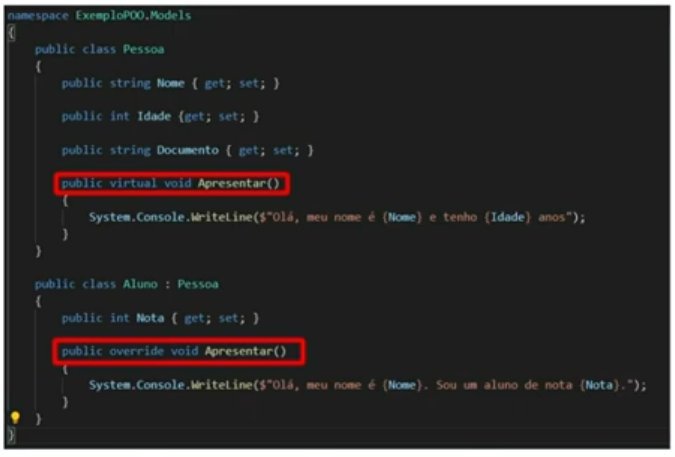 namespace ExemploPOO.Models
{
public class Pessoa
{
public string Nome { get; set; }
public int Idade {get; set; }
public string Documento { get; set; }
public virtual void Apresentar()
{
System.Console.WriteLine($"Olá, meu nome é {Nome} e tenho {Idade} anos");
}
}
public class Aluno : Pessoa
{
public int Nota { get; set; }
public override void Apresentar()
{
System.Console.WriteLine($"Olá, meu nome é {Nome}. Sou um aluno de nota {Nota}.");
}
}
}